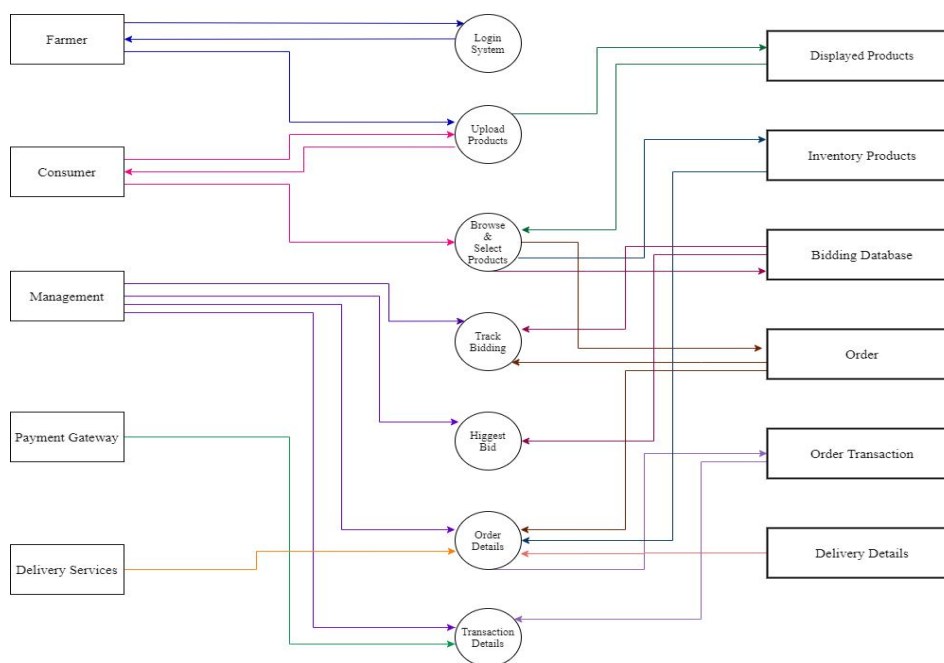 Farmer
Login
System
Displayed Products
Upload
Products
Consumer
Inventory Products
Browse
&
Select
Products
Bidding Database
Management
Track
Bidding
Order
Payment Gateway
Higgest
Bid
Order Transaction
Order
Details
Delivery Services
Delivery Details
Transaction
Details